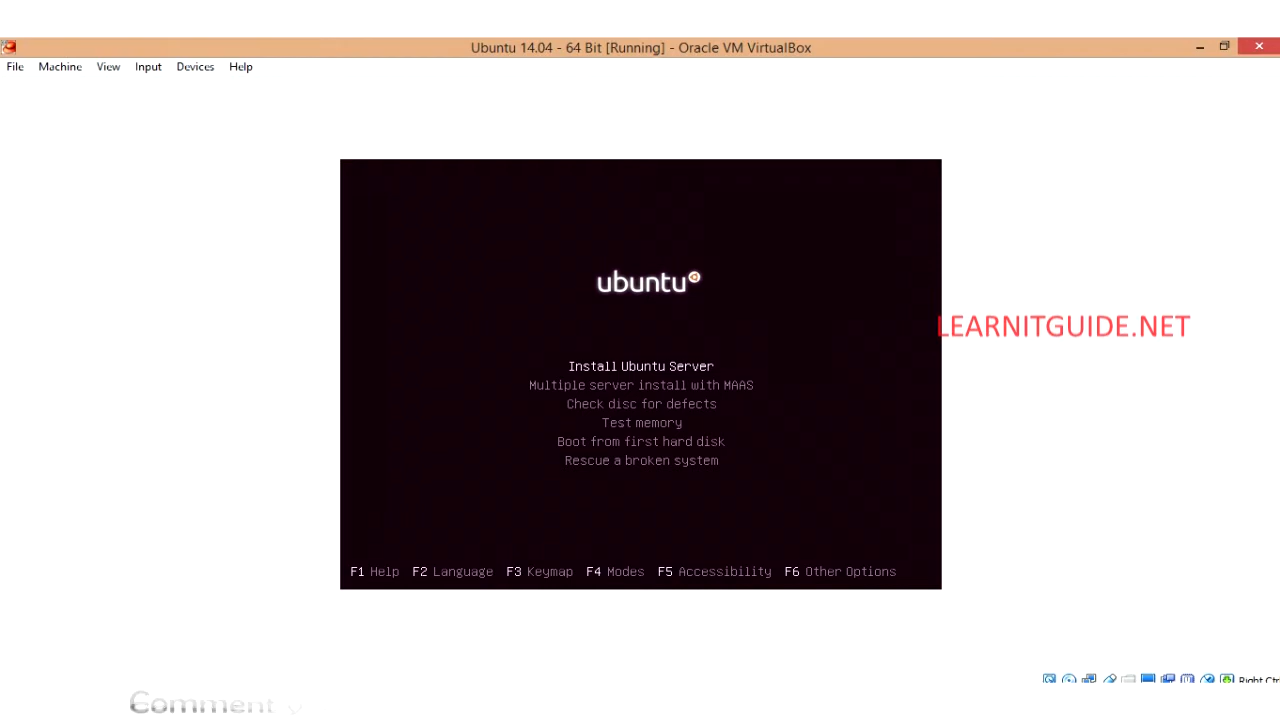 Ubuntu 14.04 - 64 Bit [Running] - Oracle VM VirtualBox
File Machine View Input Devices Help
ubuntu
LEARNITGUIDE.NET
Install Ubuntu Server
Multiple server install with MAAS
Check disc for defects
Test memory
Boot from first hard disk
Rescue a broken system
F1 Help F2 Language F3 Keymap F4 Modes F5 Accessibility F6 Other Options
Right Ctr
Comment